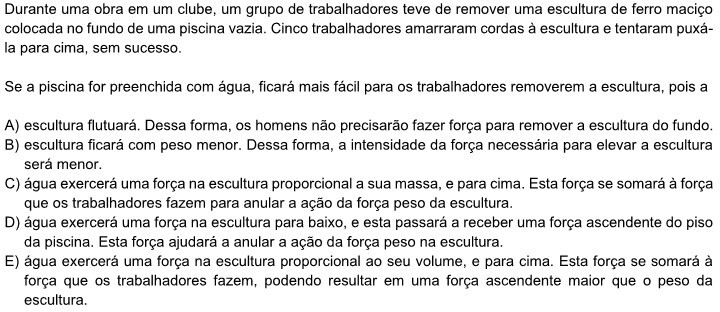 Durante uma obra em um clube, um grupo de trabalhadores teve de remover uma escultura de ferro maciço
colocada no fundo de uma piscina vazia. Cinco trabalhadores amarraram cordas à escultura e tentaram puxá-
la para cima, sem sucesso.
Se a piscina for preenchida com água, ficará mais fácil para os trabalhadores removerem a escultura, pois a
A) escultura flutuará. Dessa forma, os homens não precisarão fazer força para remover a escultura do fundo.
B) escultura ficará com peso menor. Dessa forma, a intensidade da força necessária para elevar a escultura
será menor.
C) água exercerá uma força na escultura proporcional a sua massa, e para cima. Esta força se somará à força
que os trabalhadores fazem para anular a ação da força peso da escultura.
D) água exercerá uma força na escultura para baixo, e esta passará a receber uma força ascendente do piso
da piscina. Esta força ajudará a anular a ação da força peso na escultura.
E) água exercerá uma força na escultura proporcional ao seu volume, e para cima. Esta força se somará à
força que os trabalhadores fazem, podendo resultar em uma força ascendente maior que o peso da
escultura.